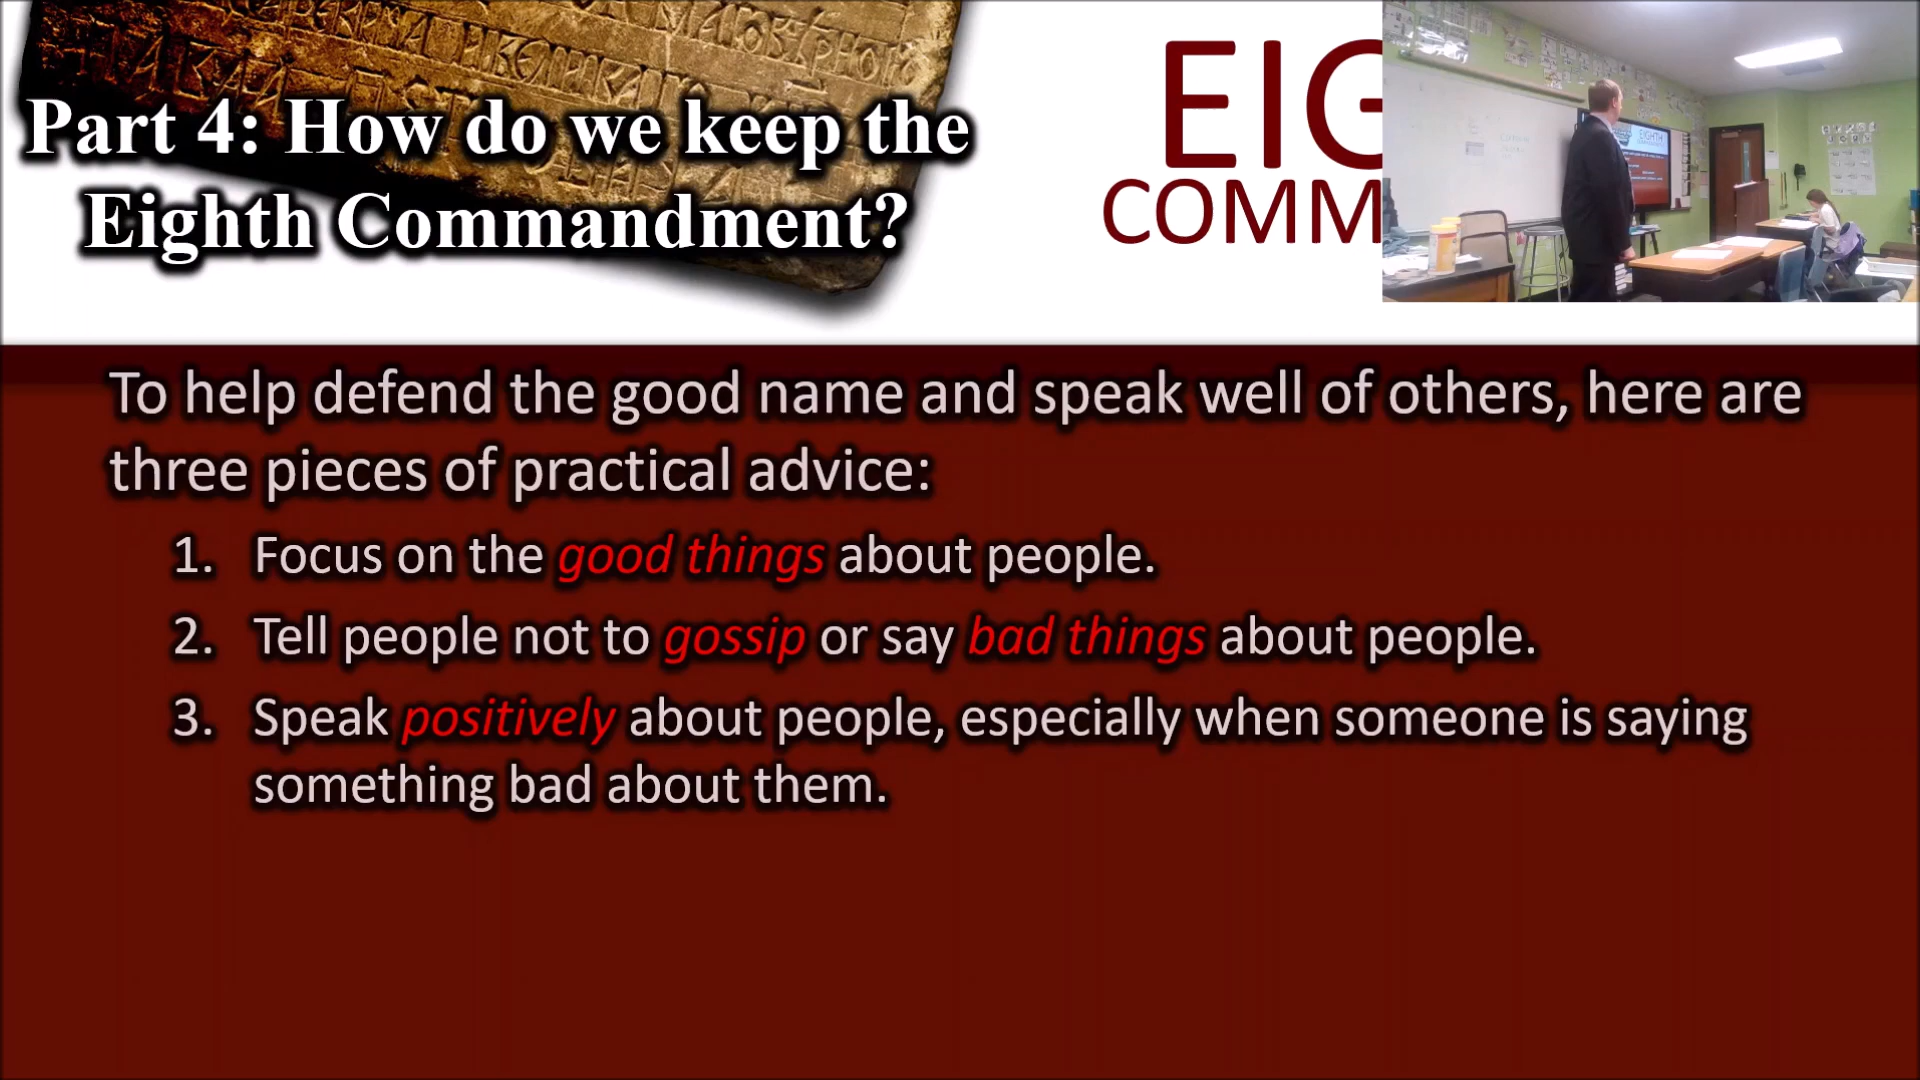 Part 4: How do we keep the
Eighth Commandment?
EIG
COMM
EIGHTH
To help defend the good name and speak well of others, here are
three pieces of practical advice:
1. Focus on the good things about people.
2. Tell people not to gossip or say bad things about people.
3. Speak positively about people, especially when someone is saying
something bad about them.